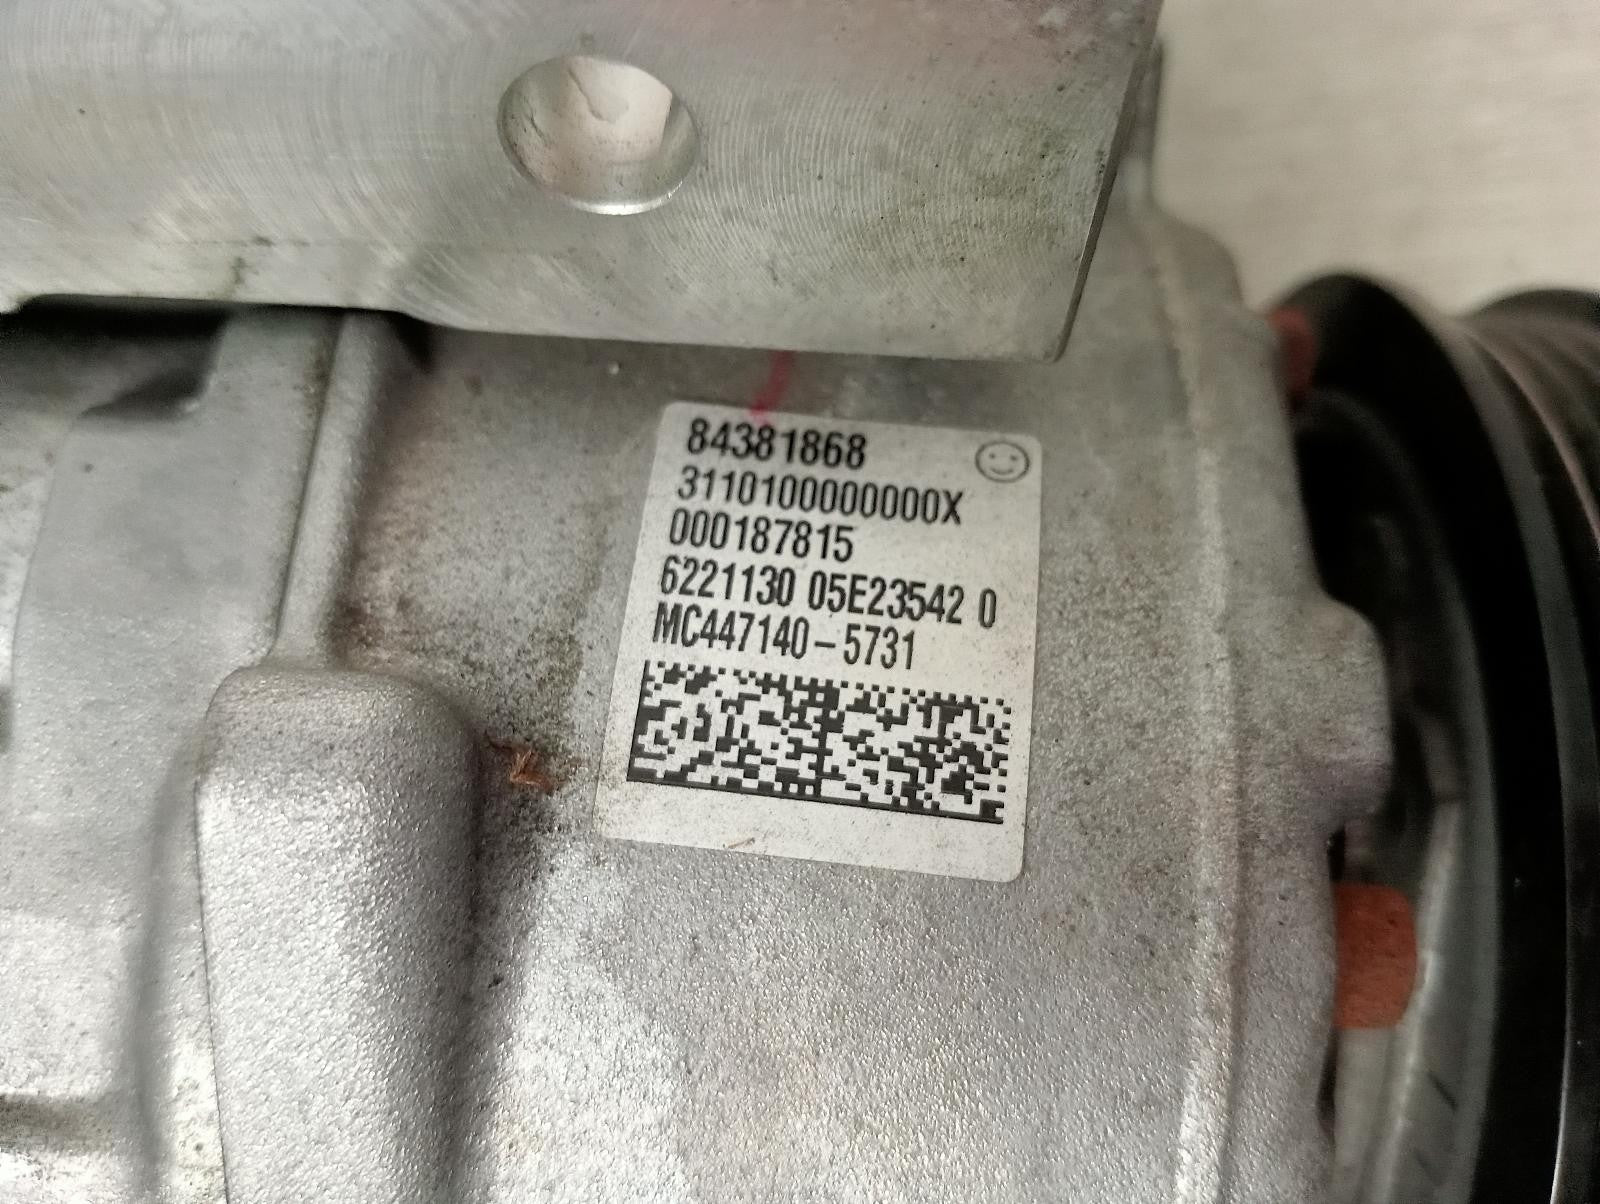 84381868
3110100000000X
000187815
6221130 05E23542 0
MC447140-5731